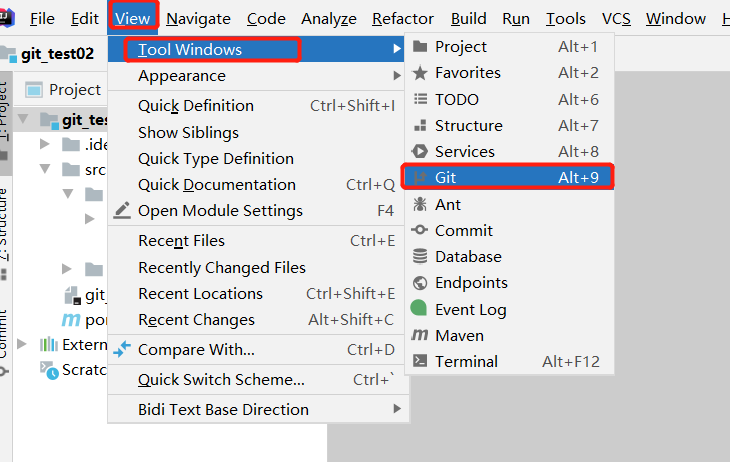 File Edit View Navigate Code Analyze Refactor Build Run Tools VCS Window
git_test02
1: Project
Project
git_tes
.ide
src
git_
por
Extern
Scratc
7: Structure
Commit
Tool Windows
Appearance
Quick Definition Ctrl+Shift+I
Show Siblings
Quick Type Definition
Quick Documentation Ctrl+Q
Open Module Settings F4
Recent Files Ctrl+E
Recently Changed Files
Recent Locations Ctrl+Shift+E
Recent Changes Alt+Shift+C
Compare With... Ctrl+D
Quick Switch Scheme... Ctrl+`
Bidi Text Base Direction
Project Alt+1
Favorites Alt+2
TODO Alt+6
Structure Alt+7
Services Alt+8
Git Alt+9
Ant
Commit
Database
Endpoints
Event Log
Maven
Terminal Alt+F12